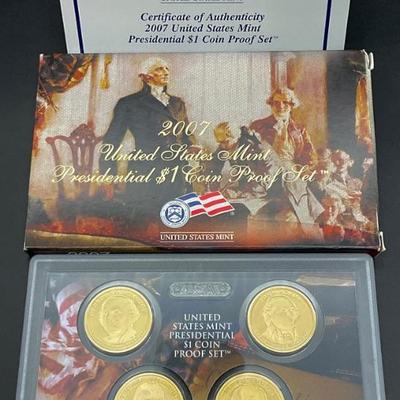 Certificate of Authenticity
2007 United States Mint
Presidential $1 Coin Proof Set™
2007
United States Mint
Presidential $1 Coin Proof Set™
UNITED STATES MINT
2007
UNITED
STATES MINT
PRESIDENTIAL
$1 COIN
PROOF SET™